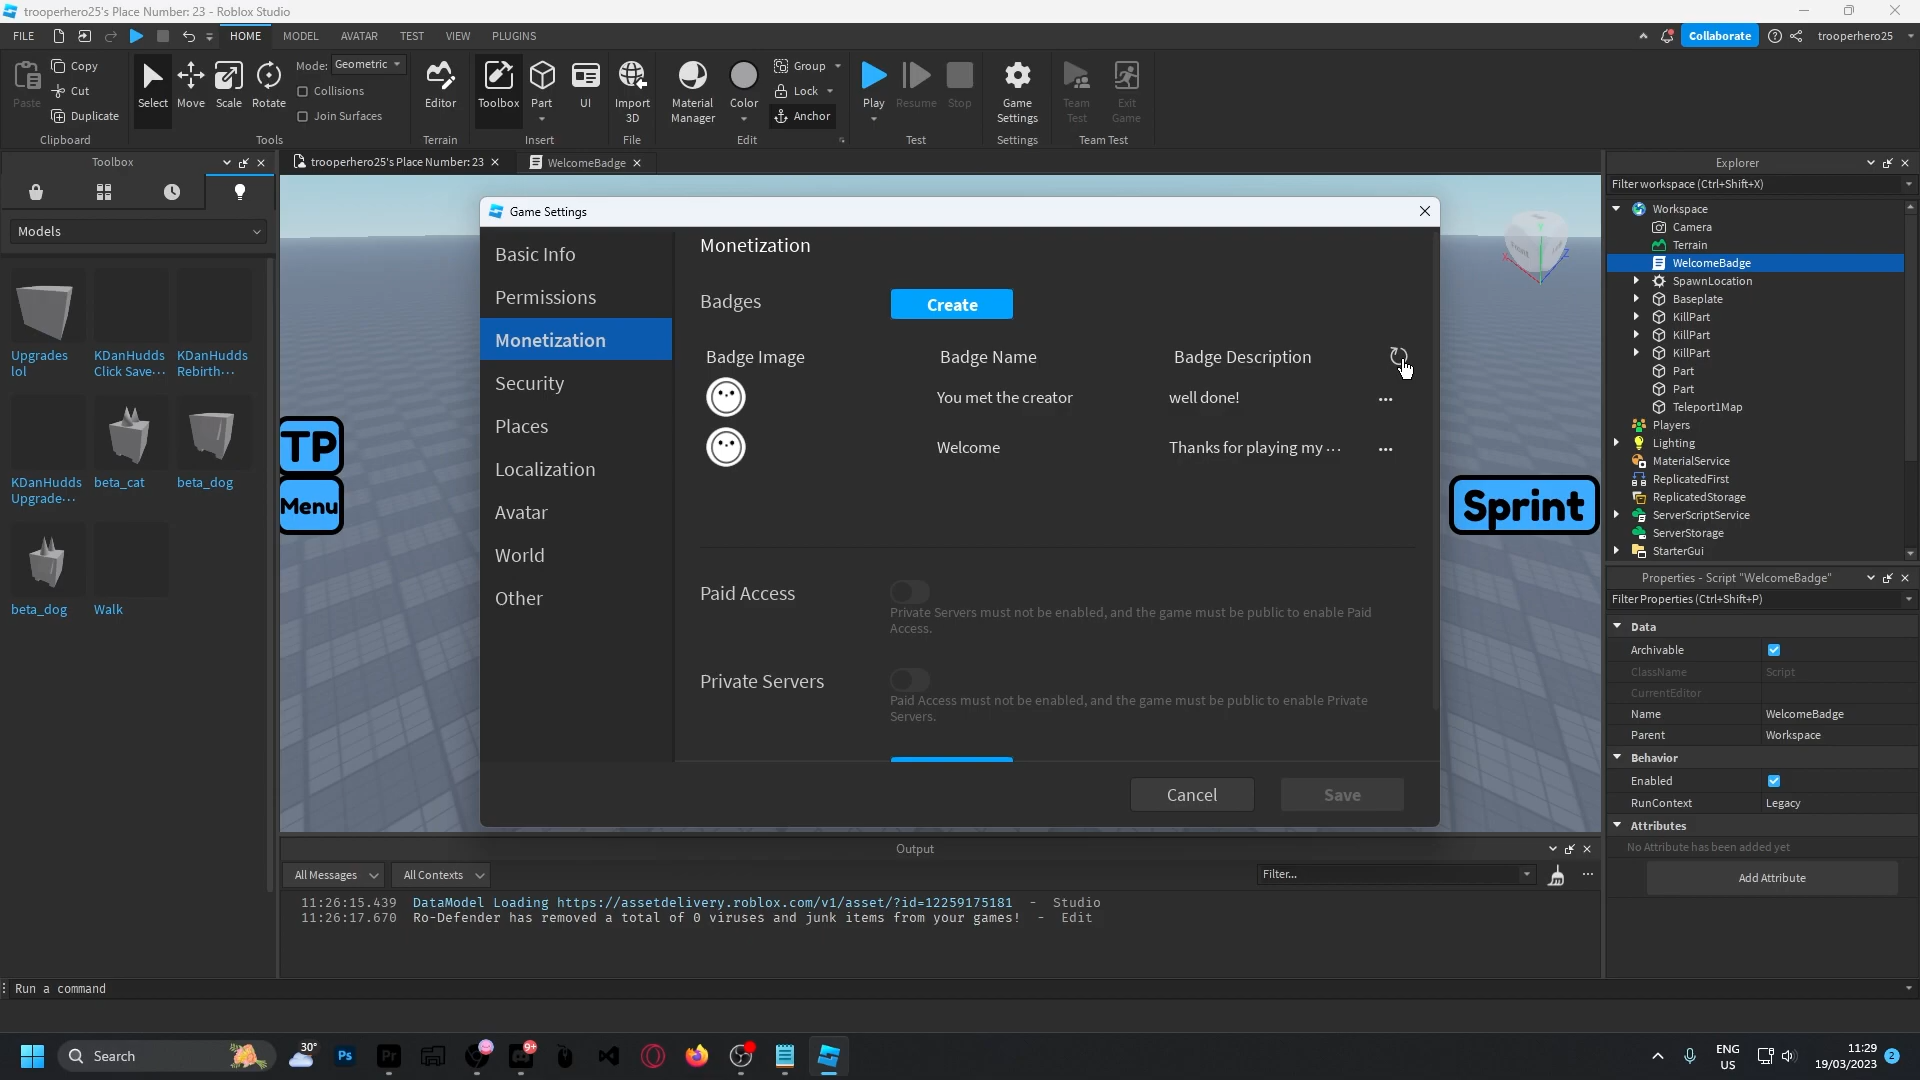 trooperhero25's Place Number: 23 - Roblox Studio
FILE HOME MODEL AVATAR TEST VIEW PLUGINS Collaborate trooperhero25
Paste Copy Cut Duplicate Clipboard
Select Move Scale Rotate Mode: Geometric Collisions Join Surfaces Tools
Editor Terrain
Toolbox Part UI Insert
Import 3D File
Material Manager Color Group Lock Anchor Edit
Play Resume Stop Test
Game Settings Settings
Team Test Exit Game Team Test
Toolbox
Models
Upgrades lol
KDanHudds Click Save···
KDanHudds Rebirth···
KDanHudds Upgrade···
beta_cat
beta_dog
beta_dog
Walk
trooperhero25's Place Number: 23
WelcomeBadge
TP
Menu
Sprint
Game Settings
Basic Info
Permissions
Monetization
Security
Places
Localization
Avatar
World
Other
Monetization
Badges Create
Badge Image Badge Name Badge Description
You met the creator well done! ...
Welcome Thanks for playing my ··· ...
Paid Access
Private Servers must not be enabled, and the game must be public to enable Paid
Access.
Private Servers
Paid Access must not be enabled, and the game must be public to enable Private
Servers.
Cancel Save
Explorer
Filter workspace (Ctrl+Shift+X)
Workspace
Camera
Terrain
WelcomeBadge
SpawnLocation
Baseplate
KillPart
KillPart
KillPart
Part
Part
Teleport1Map
Players
Lighting
MaterialService
ReplicatedFirst
ReplicatedStorage
ServerScriptService
ServerStorage
StarterGui
Properties - Script "WelcomeBadge"
Filter Properties (Ctrl+Shift+P)
Data
Archivable
ClassName Script
CurrentEditor
Name WelcomeBadge
Parent Workspace
Behavior
Enabled
RunContext Legacy
Attributes
No Attribute has been added yet
Add Attribute
Output
All Messages All Contexts Filter...
11:26:15.439 DataModel Loading https://assetdelivery.roblox.com/v1/asset/?id=12259175181 - Studio
11:26:17.670 Ro-Defender has removed a total of 0 viruses and junk items from your games! - Edit
Run a command
Search 30° Ps Pr 9+
ENG US
11:29
19/03/2023
2